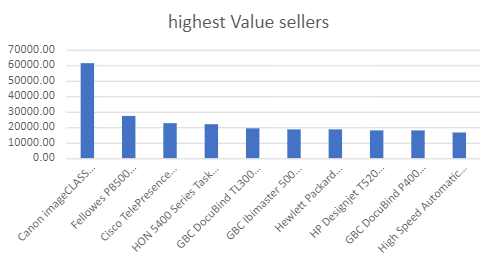 highest Value sellers
70000.00
60000.00
50000.00
40000.00
30000.00
20000.00
10000.00
0.00
Canon imageCLASS...
Fellowes PB500...
Cisco TelePresence...
HON 5400 Series Task...
GBC DocuBind TL300...
GBC Ibimaster 500...
Hewlett Packard...
HP Designjet T520...
GBC DocuBind P400...
High Speed Automatic...